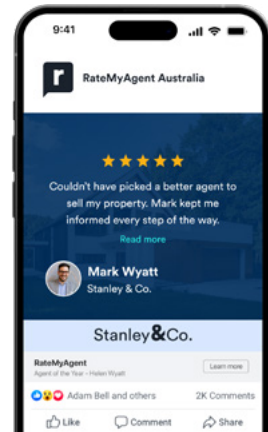 9:41
r
RateMyAgent Australia
Couldn't have picked a better agent to
sell my property. Mark kept me
informed every step of the way.
Read more
Mark Wyatt
Stanley & Co.
Stanley&Co.
RateMyAgent
Learn more
Agent of the Year - Helen Wyatt
Adam Bell and others
2K Comments
Like
Comment
Share